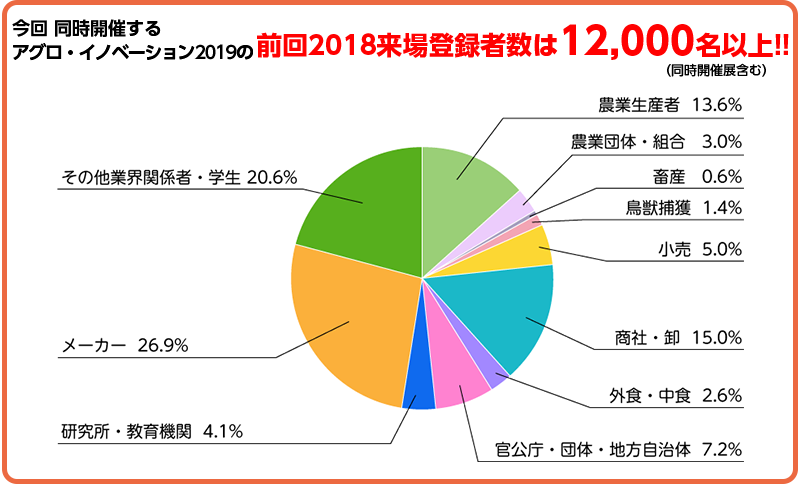 今回 同時開催する
アグロ・イノベーション2019の
前回2018来場登録者数は12,000名以上!!
(同時開催展含む)
農業生産者 13.6%
農業団体・組合 3.0%
畜産 0.6%
鳥獣捕獲 1.4%
小売 5.0%
商社・卸 15.0%
外食・中食 2.6%
官公庁・団体・地方自治体 7.2%
研究所・教育機関 4.1%
メーカー 26.9%
その他業界関係者・学生 20.6%